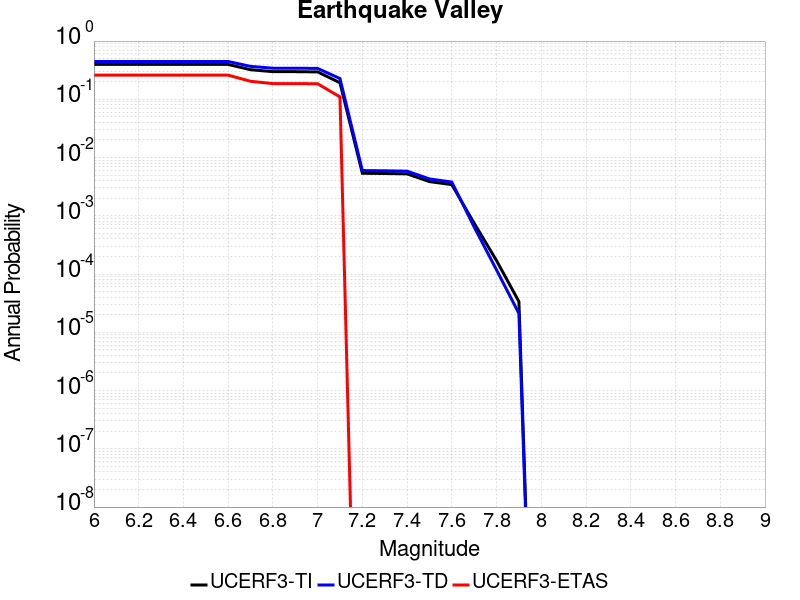 Earthquake Valley
10^0
10^-1
10^-2
10^-3
10^-4
10^-5
10^-6
10^-7
10^-8
Annual Probability
6 6.2 6.4 6.6 6.8 7 7.2 7.4 7.6 7.8 8 8.2 8.4 8.6 8.8 9
Magnitude
UCERF3-TI UCERF3-TD UCERF3-ETAS